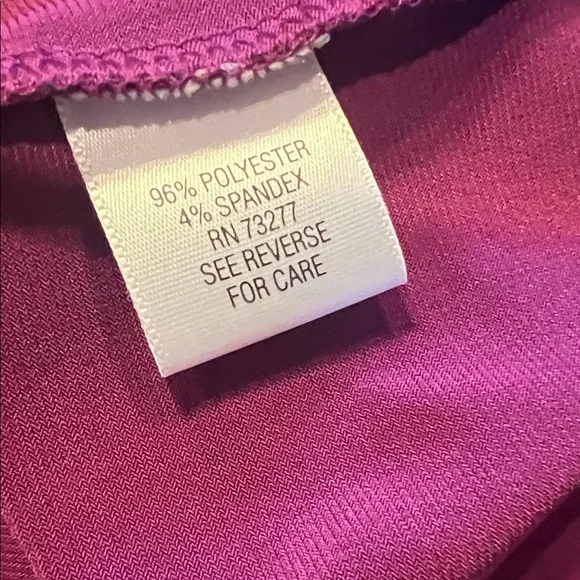 96% POLYESTER
4% SPANDEX
RN 73277
SEE REVERSE
FOR CARE